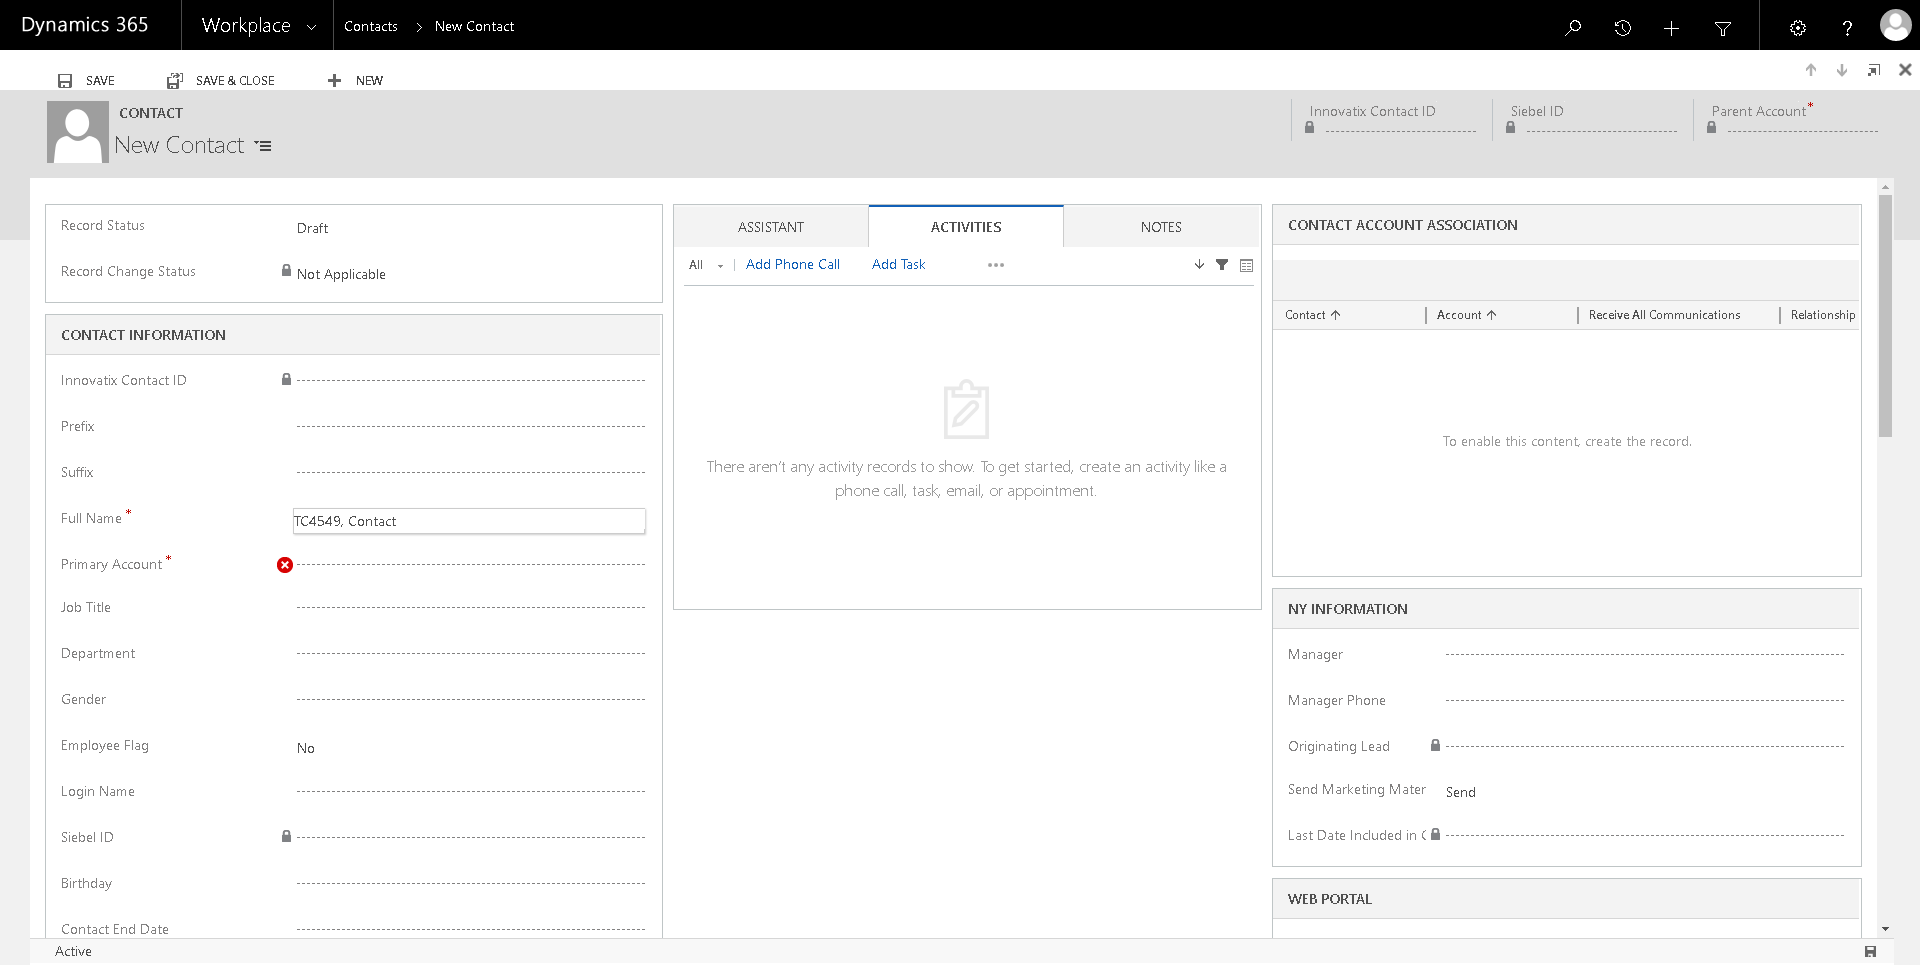 Dynamics 365
Workplace
Contacts > New Contact
SAVE
SAVE & CLOSE
NEW
CONTACT
New Contact
Innovatix Contact ID
Siebel ID
Parent Account*
Record Status
Draft
Record Change Status
Not Applicable
CONTACT INFORMATION
Innovatix Contact ID
Prefix
Suffix
Full Name*
TC4549, Contact
Primary Account*
Job Title
Department
Gender
Employee Flag
No
Login Name
Siebel ID
Birthday
Contact End Date
ASSISTANT
ACTIVITIES
NOTES
All
Add Phone Call
Add Task
There aren't any activity records to show. To get started, create an activity like a
phone call, task, email, or appointment.
CONTACT ACCOUNT ASSOCIATION
Contact
Account
Receive All Communications
Relationship
To enable this content, create the record.
NY INFORMATION
Manager
Manager Phone
Originating Lead
Send Marketing Mater
Send
Last Date Included in
WEB PORTAL
Active